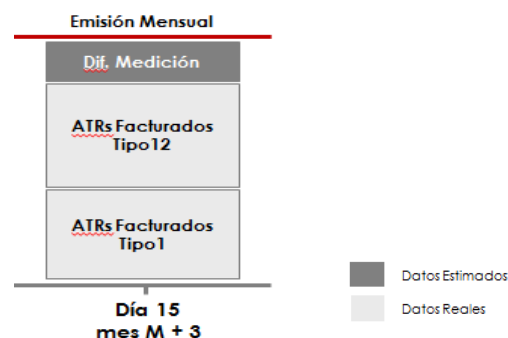 Emisión Mensual
Dif. Medición
ATRs Facturados
Tipo12
ATRs Facturados
Tipo1
Día 15
mes M + 3
Datos Estimados
Datos Reales